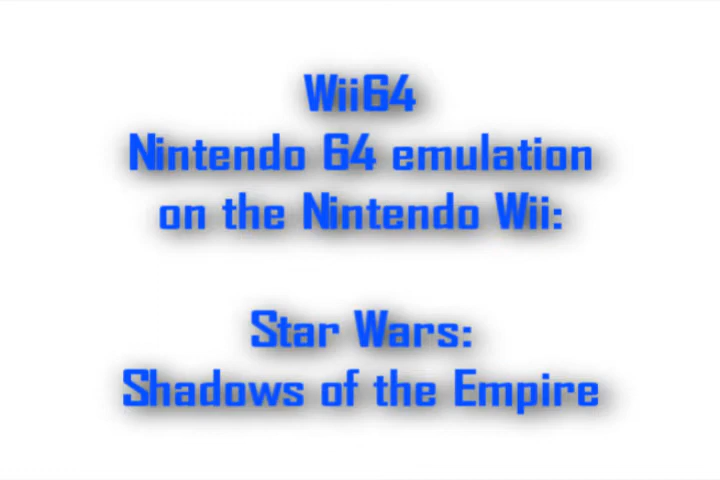 Wii64
Nintendo 64 emulation
on the Nintendo Wii:
Star Wars:
Shadows of the Empire